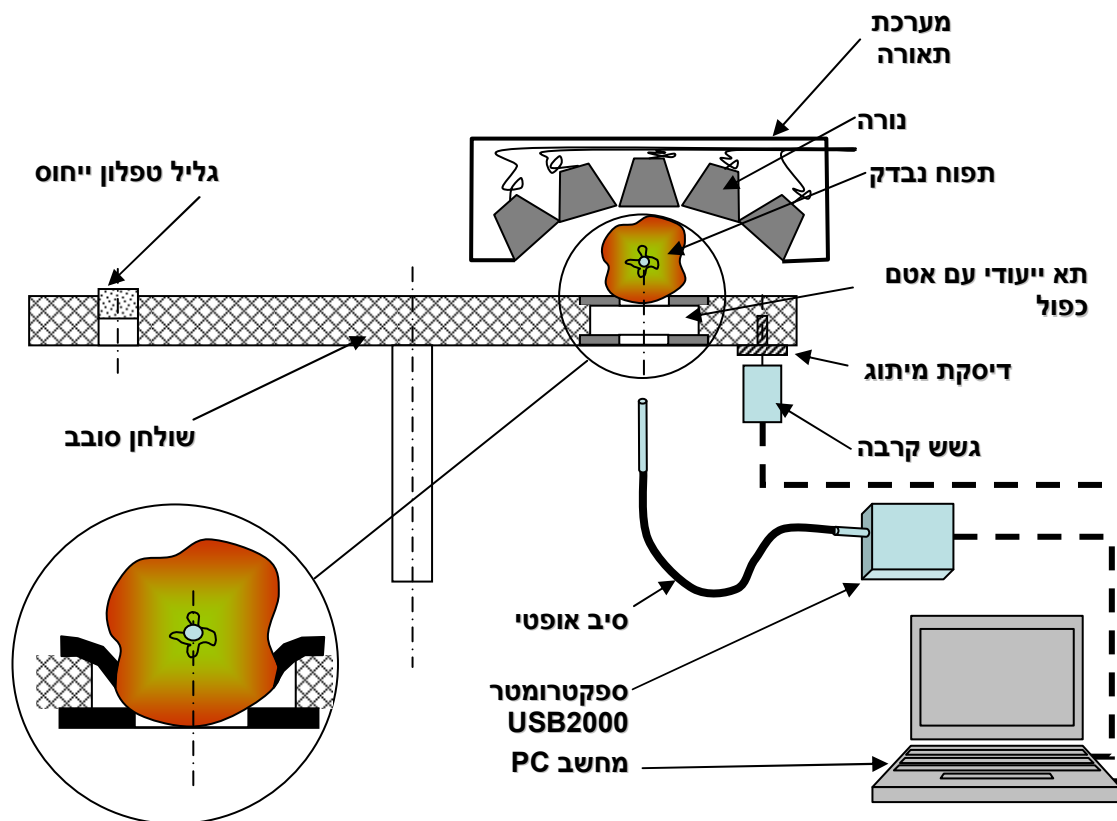 מערכת
תאורה
נורה
תפוח נבדק
גליל טפלון ייחוס
תא ייעודי עם אטם
כפול
דיסקת מיתוג
שולחן סובב
גשש קרבה
סיב אופטי
ספקטרומטר
USB2000
מחשב PC